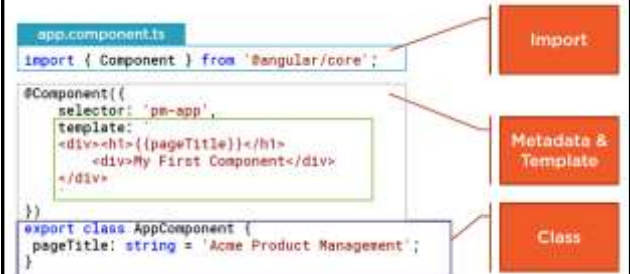 app.component.ts
import { Component } from '@angular/core';
@Component({
selector: 'pm-app',
template: `
<div><h1>{{pageTitle}}</h1>
<div>My First Component</div>
</div>
`
})
export class AppComponent {
pageTitle: string = 'Acme Product Management';
}
Import
Metadata &
Template
Class